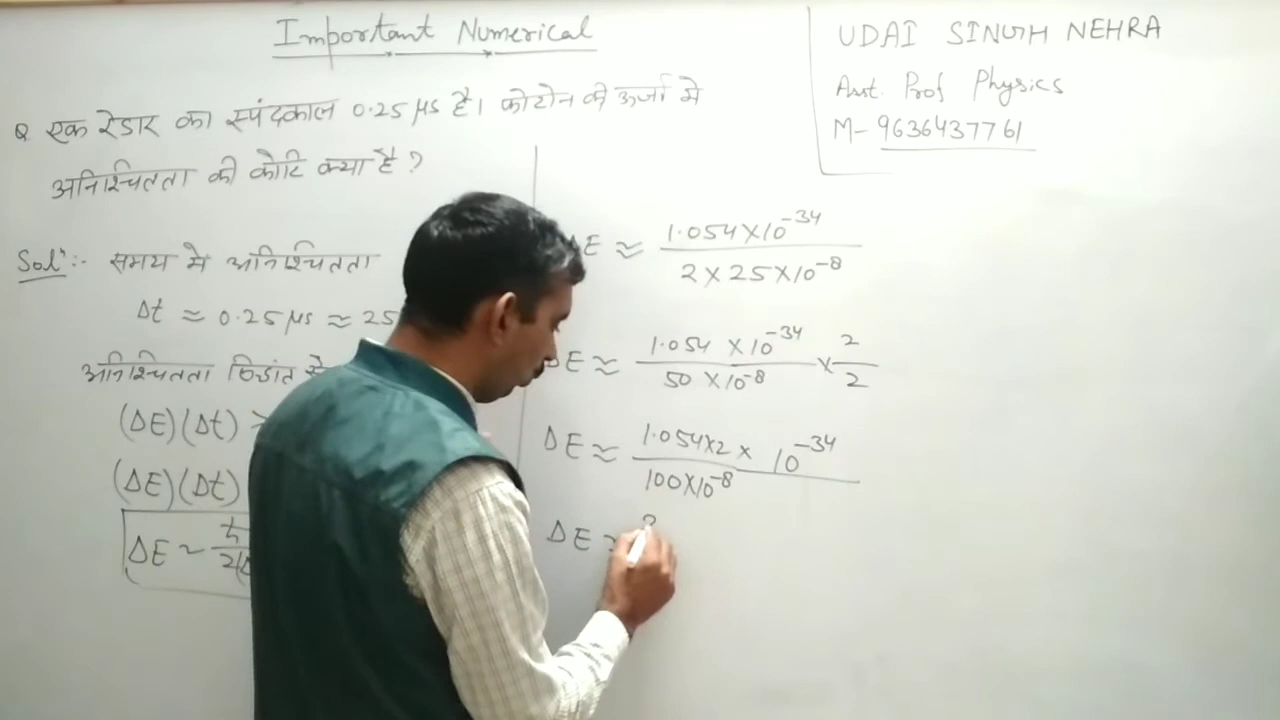 Important Numerical
UDAI SINGH NEHRA
Asst. Prof Physics
M- 9636437761
Q. एक रेडार का स्पंदकाल 0.25 μs है। फोटोन की ऊर्जा मे
अनिश्चितता की कोटि क्या है ?
Solⁿ:- समय मे अनिश्चितता
Δt ≈ 0.25 μs ≈ 25
अनिश्चितता सिद्धांत से
(ΔE)(Δt) >
(ΔE)(Δt)
ΔE ~ ħ/2(Δ
ΔE ≈ 1.054×10⁻³⁴ / 2×25×10⁻⁸
ΔE ≈ 1.054 ×10⁻³⁴ / 50 ×10⁻⁸ × 2/2
ΔE ≈ 1.054×2 × 10⁻³⁴ / 100×10⁻⁸
ΔE ≈